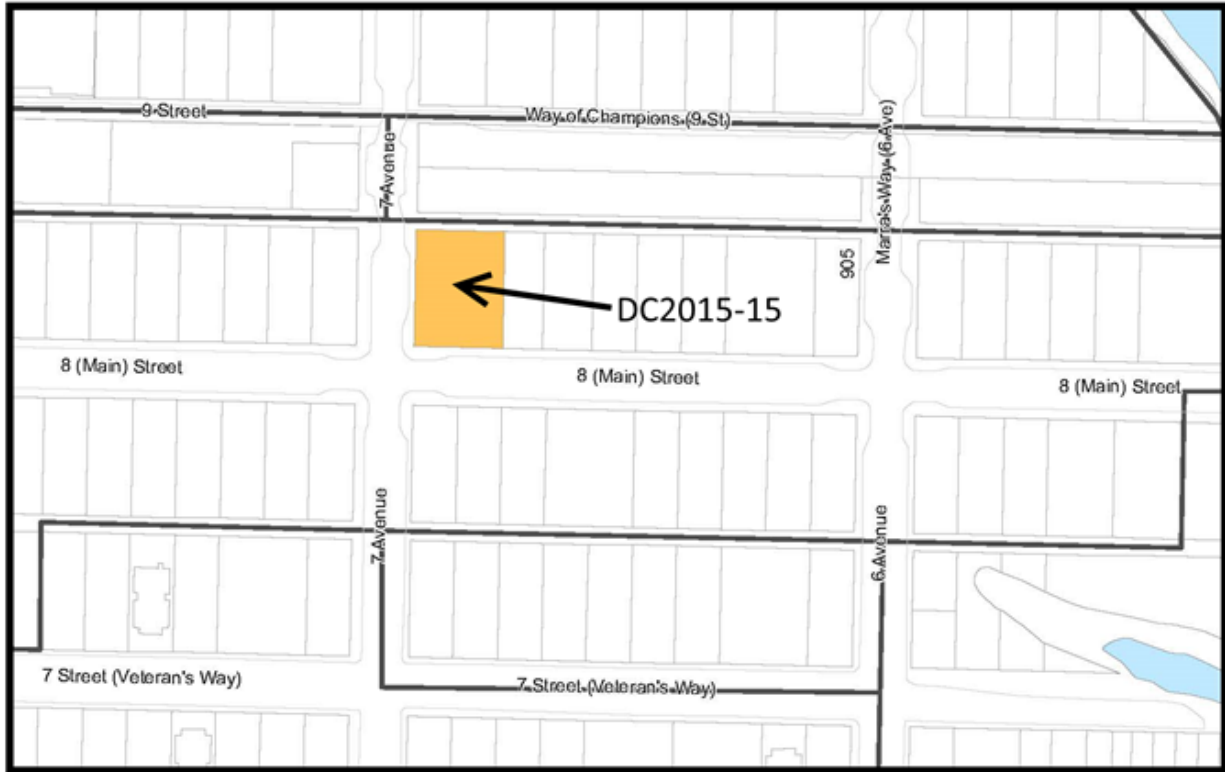 9 Street
Way of Champions (9 St)
7 Avenue
Marra's Way (6 Ave)
905
DC2015-15
8 (Main) Street
8 (Main) Street
8 (Main) Street
7 Avenue
6 Avenue
7 Street (Veteran's Way)
7 Street (Veteran's Way)